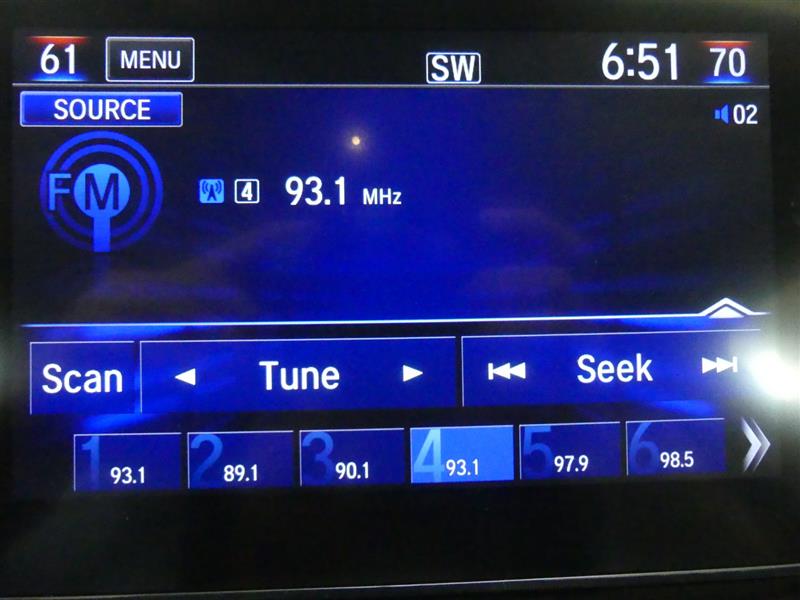 61 MENU SW 6:51 70
SOURCE 02
FM 4 93.1 MHz
Scan Tune Seek
1 93.1 2 89.1 3 90.1 4 93.1 5 97.9 6 98.5